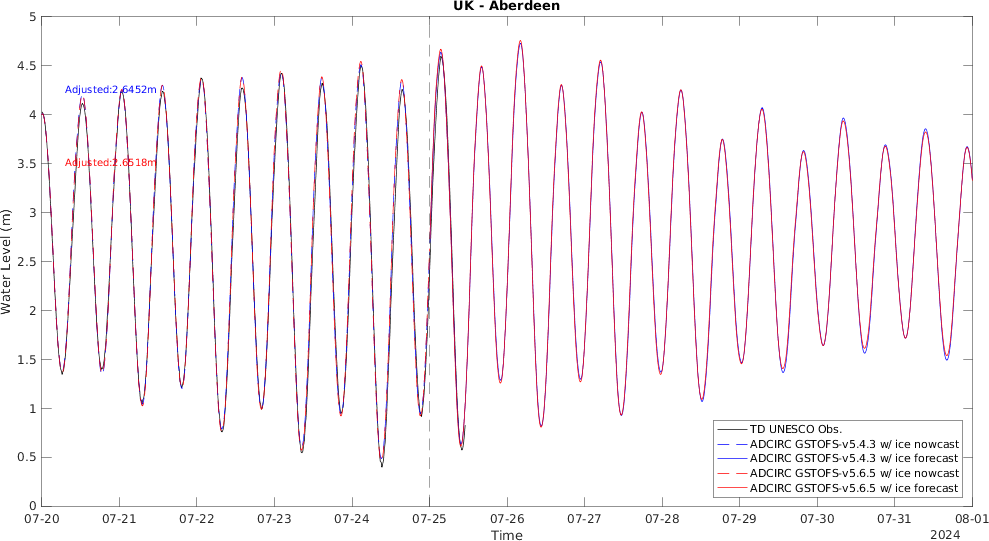 UK - Aberdeen
5
4.5
Adjusted:2.6452m
4
Adjusted:2.6518m
3.5
3
Water Level (m)
2.5
2
1.5
1
0.5
0
TD UNESCO Obs.
ADCIRC GSTOFS-v5.4.3 w/ ice nowcast
ADCIRC GSTOFS-v5.4.3 w/ ice forecast
ADCIRC GSTOFS-v5.6.5 w/ ice nowcast
ADCIRC GSTOFS-v5.6.5 w/ ice forecast
07-20 07-21 07-22 07-23 07-24 07-25 07-26 07-27 07-28 07-29 07-30 07-31 08-01
Time
2024